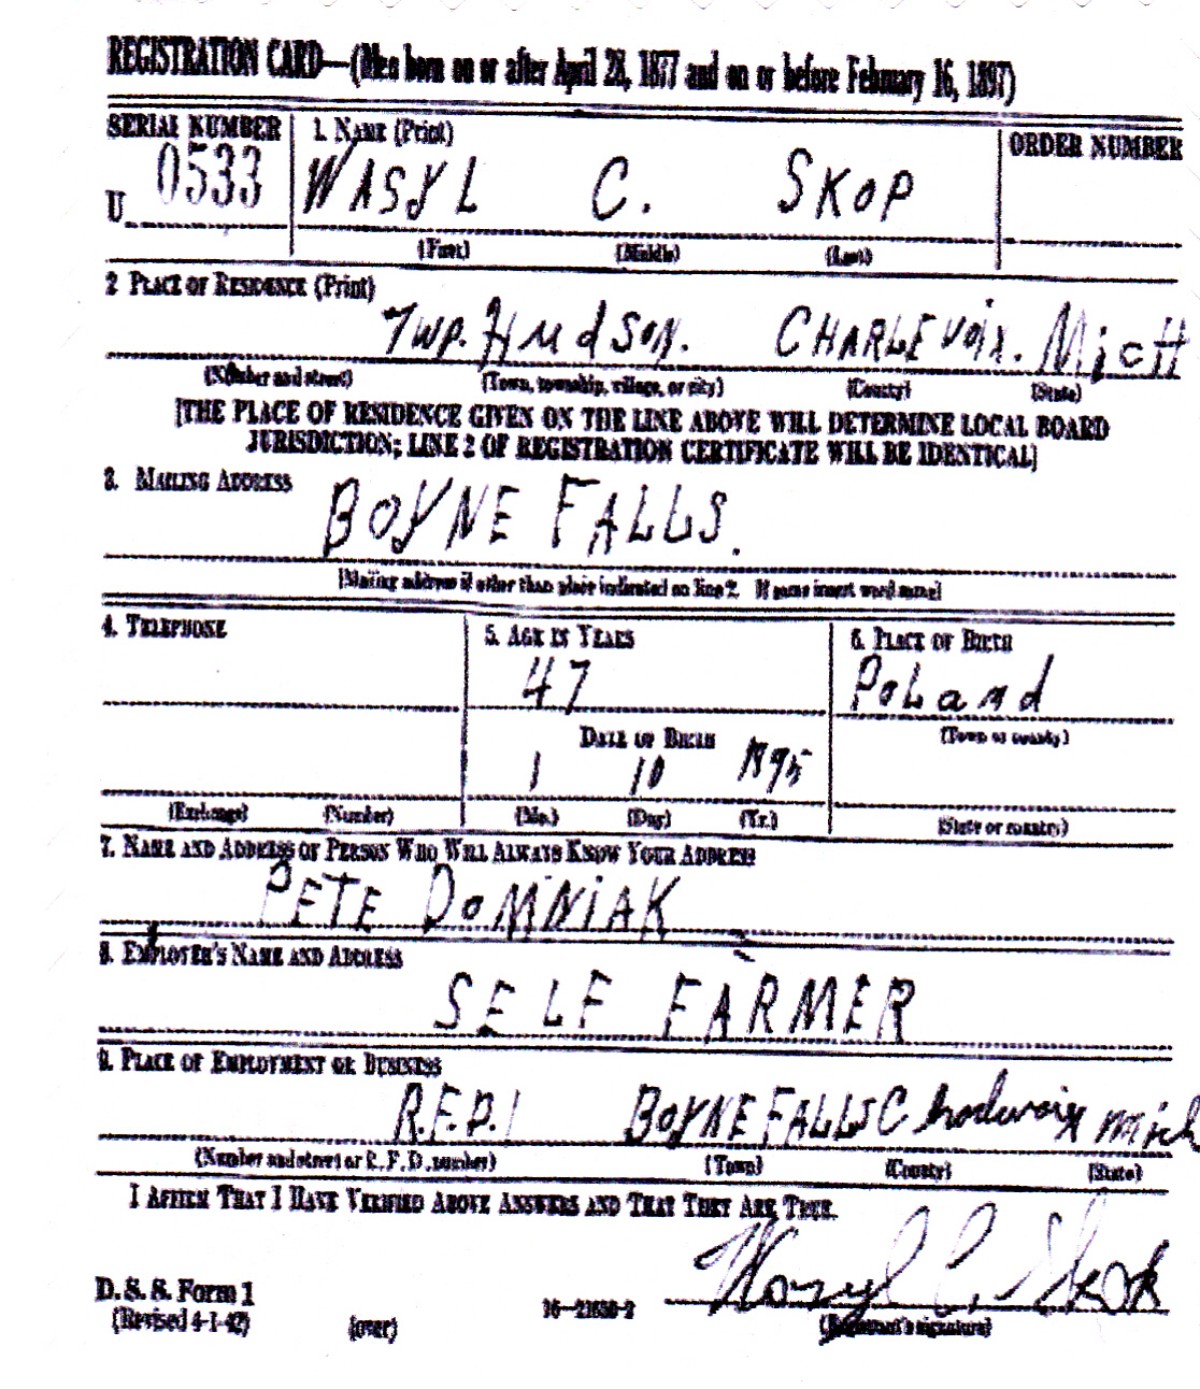 REGISTRATION CARD—(Men born on or after April 28, 1877 and on or before February 16, 1897)
SERIAL NUMBER
1. NAME (Print)
ORDER NUMBER
U 0533
WASYL C. SKOP
(First) (Middle) (Last)
2 PLACE OF RESIDENCE (Print)
Twp. Hudson. CHARLEVoix. MicH
(Number and street) (Town, township, village, or city) (County) (State)
[THE PLACE OF RESIDENCE GIVEN ON THE LINE ABOVE WILL DETERMINE LOCAL BOARD
JURISDICTION; LINE 2 OF REGISTRATION CERTIFICATE WILL BE IDENTICAL]
3. MAILING ADDRESS
BOYNE FALLS.
[Mailing address if other than place indicated on line 2. If same insert word same]
4. TELEPHONE
5. AGE IN YEARS
6. PLACE OF BIRTH
47
PoLand
DATE OF BIRTH
(Town or county)
1 10 1895
(Exchange) (Number) (Mo.) (Day) (Yr.) (State or country)
7. NAME AND ADDRESS OF PERSON WHO WILL ALWAYS KNOW YOUR ADDRESS
PETE DoMNiAK
8. EMPLOYER'S NAME AND ADDRESS
SELF FARMER
9. PLACE OF EMPLOYMENT OR BUSINESS
R.F.D. 1 BOYNE FALLS mich
(Number and street or R. F. D. number) (Town) (County) (State)
I AFFIRM THAT I HAVE VERIFIED ABOVE ANSWERS AND THAT THEY ARE TRUE.
D. S. S. Form 1
(Revised 4-1-42) (over) 16—21630-2 (Registrant's signature)